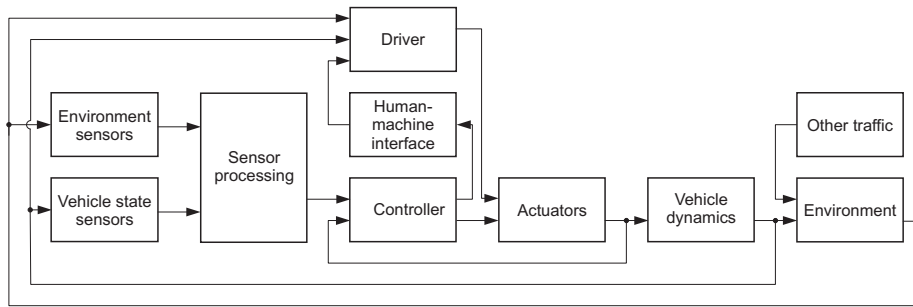 Driver
Environment
sensors
Human-
machine
interface
Other traffic
Sensor
processing
Vehicle state
sensors
Controller
Actuators
Vehicle
dynamics
Environment